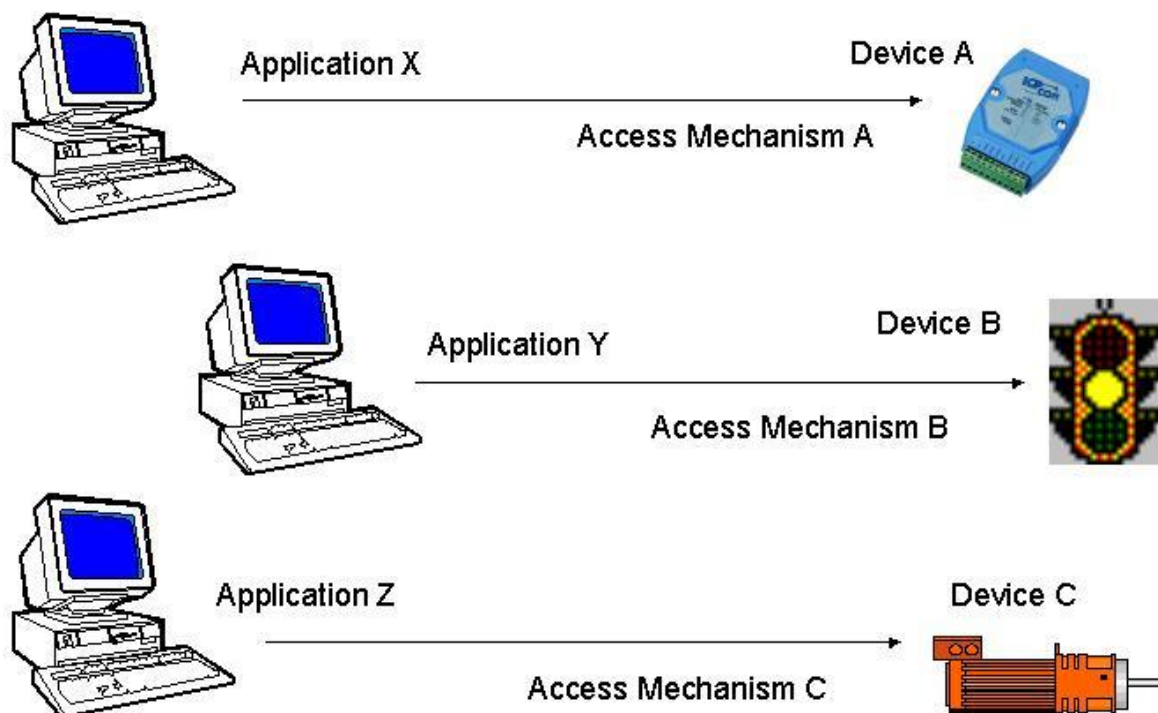 Application X
Device A
Access Mechanism A
Application Y
Device B
Access Mechanism B
Application Z
Device C
Access Mechanism C